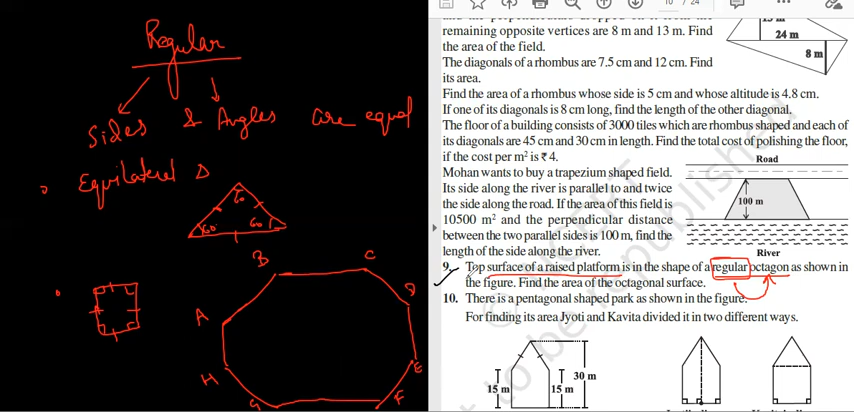 Regular
Sides & Angles are equal
Equilateral Δ
60
60 60
B C
A D
H E
G F
10 / 24
remaining opposite vertices are 8 m and 13 m. Find
the area of the field.
24 m
8 m
The diagonals of a rhombus are 7.5 cm and 12 cm. Find
its area.
Find the area of a rhombus whose side is 5 cm and whose altitude is 4.8 cm.
If one of its diagonals is 8 cm long, find the length of the other diagonal.
The floor of a building consists of 3000 tiles which are rhombus shaped and each of
its diagonals are 45 cm and 30 cm in length. Find the total cost of polishing the floor,
if the cost per m² is ₹ 4.
Mohan wants to buy a trapezium shaped field.
Its side along the river is parallel to and twice
the side along the road. If the area of this field is
10500 m² and the perpendicular distance
between the two parallel sides is 100 m, find the
length of the side along the river.
Road
100 m
River
9. Top surface of a raised platform is in the shape of a regular octagon as shown in
the figure. Find the area of the octagonal surface.
10. There is a pentagonal shaped park as shown in the figure.
For finding its area Jyoti and Kavita divided it in two different ways.
15 m 15 m 30 m